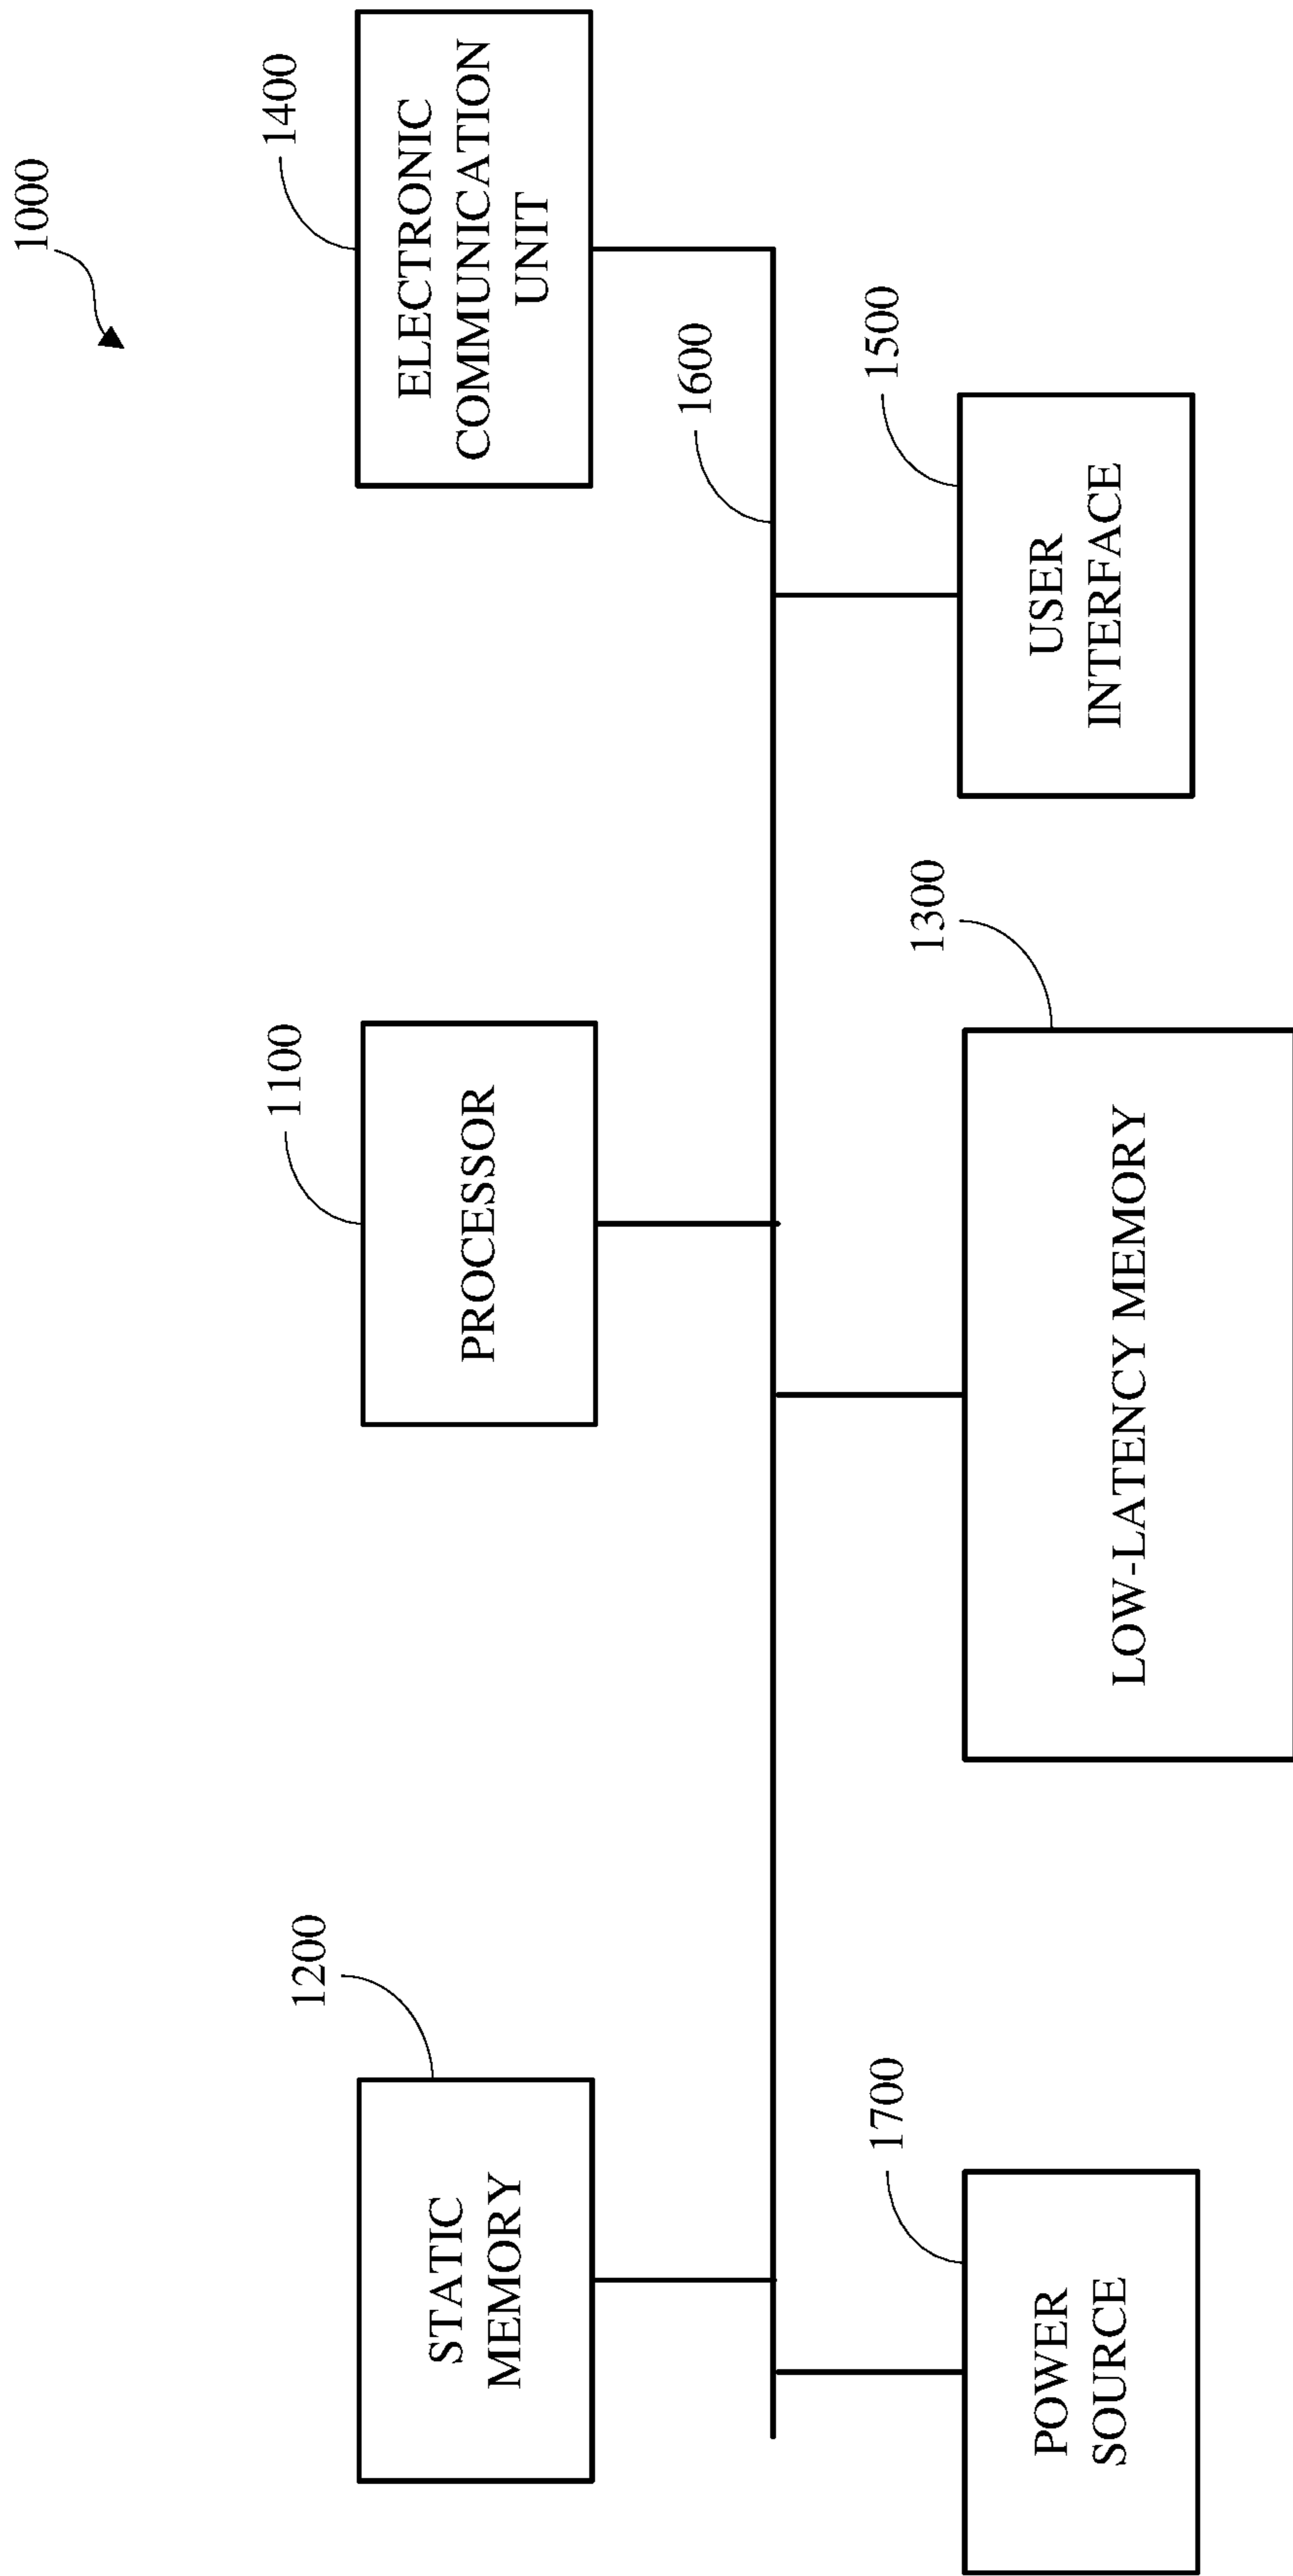 1000
1200
STATIC
MEMORY
1100
PROCESSOR
1400
ELECTRONIC
COMMUNICATION
UNIT
1600
1700
POWER
SOURCE
1300
LOW-LATENCY MEMORY
1500
USER
INTERFACE